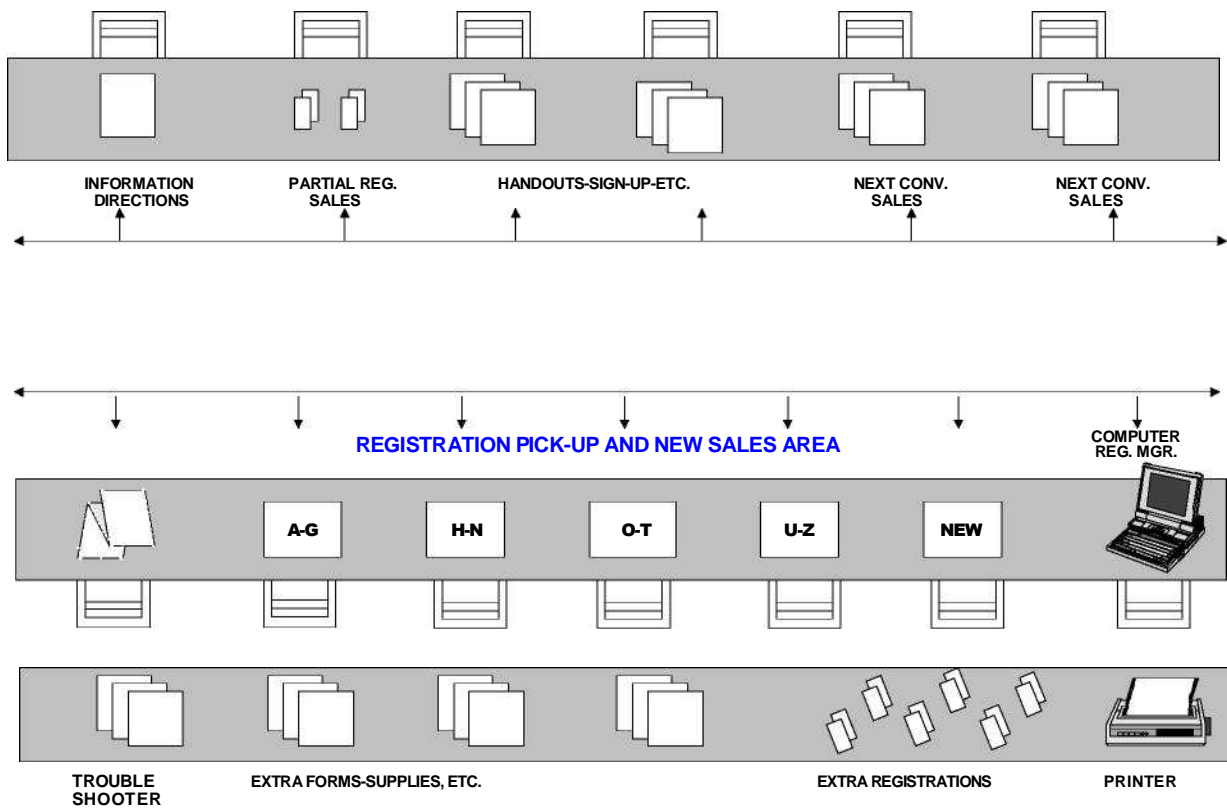 INFORMATION
DIRECTIONS
PARTIAL REG.
SALES
HANDOUTS-SIGN-UP-ETC.
NEXT CONV.
SALES
NEXT CONV.
SALES
REGISTRATION PICK-UP AND NEW SALES AREA
COMPUTER
REG. MGR.
A-G
H-N
O-T
U-Z
NEW
TROUBLE
SHOOTER
EXTRA FORMS-SUPPLIES, ETC.
EXTRA REGISTRATIONS
PRINTER